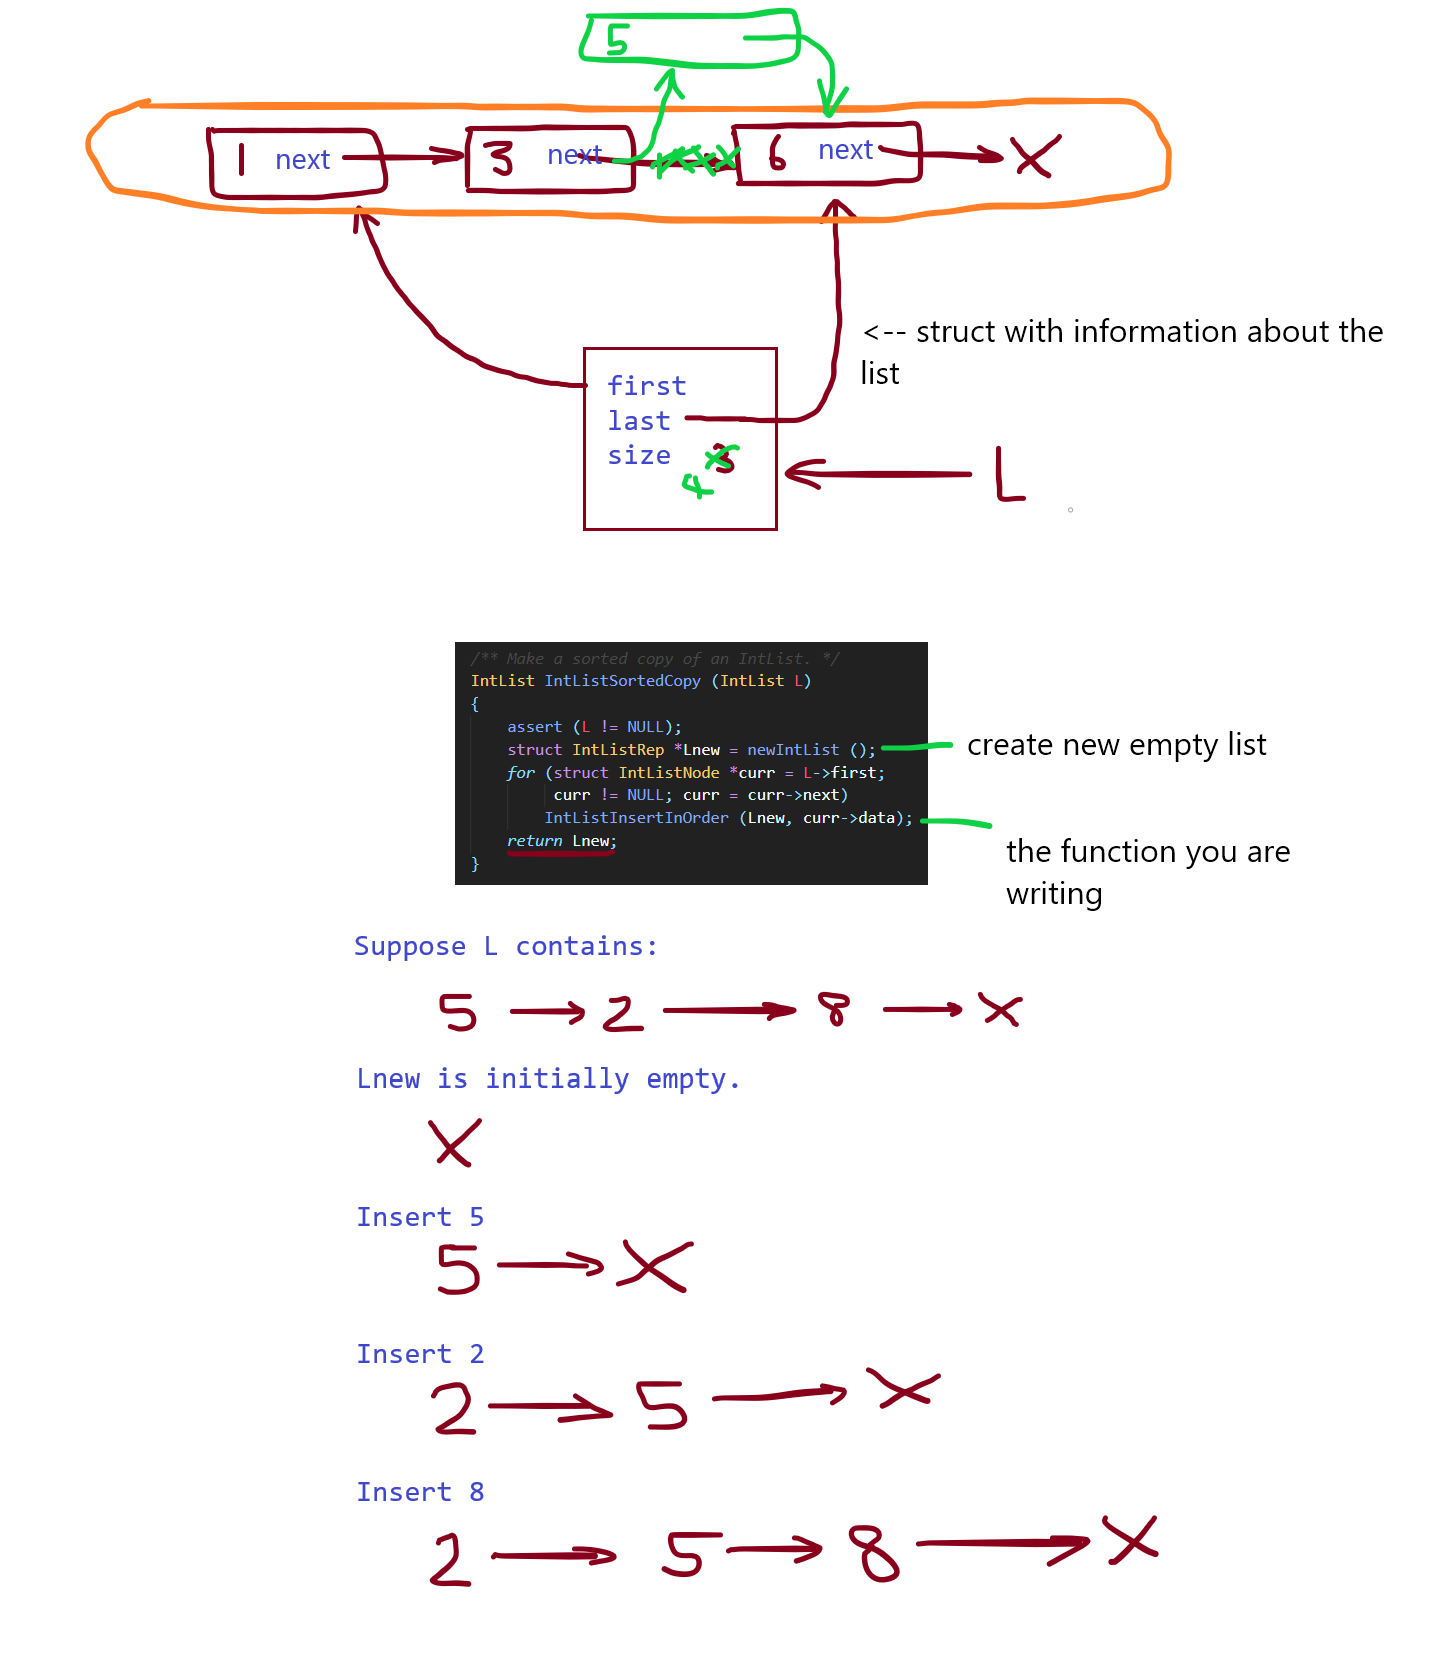 5
1 next 3 next 6 next X
<-- struct with information about the
list
first
last
size 3
4
L
/** Make a sorted copy of an IntList. */
IntList IntListSortedCopy (IntList L)
{
assert (L != NULL);
struct IntListRep *Lnew = newIntList ();
create new empty list
for (struct IntListNode *curr = L->first;
curr != NULL; curr = curr->next)
IntListInsertInOrder (Lnew, curr->data);
return Lnew;
}
the function you are
writing
Suppose L contains:
5 2 8 X
Lnew is initially empty.
X
Insert 5
5 X
Insert 2
2 5 X
Insert 8
2 5 8 X